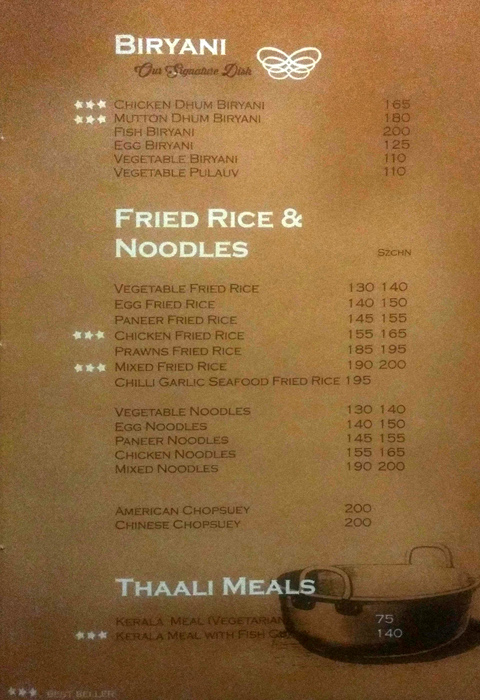 BIRYANI
Our Signature Dish
★★★ CHICKEN DHUM BIRYANI 165
★★★ MUTTON DHUM BIRYANI 180
FISH BIRYANI 200
EGG BIRYANI 125
VEGETABLE BIRYANI 110
VEGETABLE PULAUV 110
FRIED RICE &
NOODLES
SZCHN
VEGETABLE FRIED RICE 130 140
EGG FRIED RICE 140 150
PANEER FRIED RICE 145 155
★★★ CHICKEN FRIED RICE 155 165
PRAWNS FRIED RICE 185 195
★★★ MIXED FRIED RICE 190 200
CHILLI GARLIC SEAFOOD FRIED RICE 195
VEGETABLE NOODLES 130 140
EGG NOODLES 140 150
PANEER NOODLES 145 155
CHICKEN NOODLES 155 165
MIXED NOODLES 190 200
AMERICAN CHOPSUEY 200
CHINESE CHOPSUEY 200
THAALI MEALS
KERALA MEAL (VEGETARIAN 75
★★★ KERALA MEAL WITH FISH 140
★★★ BEST SELLER